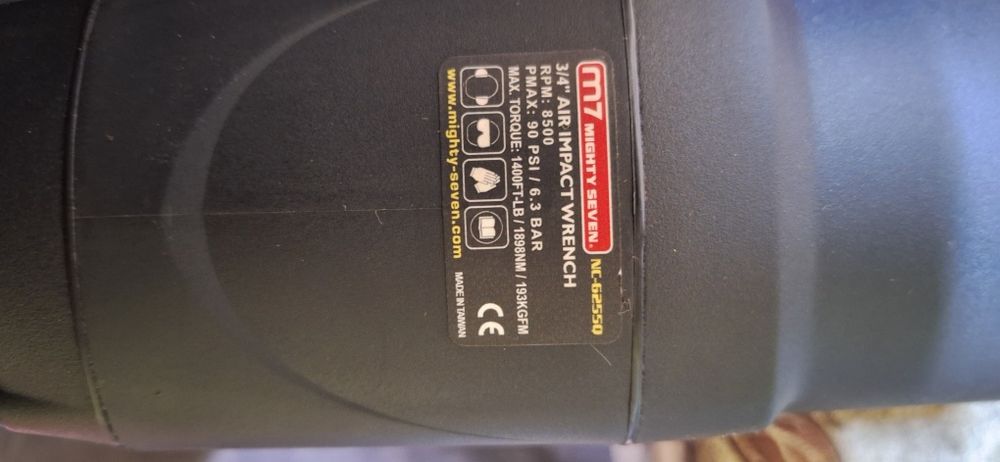 m7 MIGHTY SEVEN® NC-6255Q
3/4" AIR IMPACT WRENCH
RPM: 8500
PMAX: 90 PSI / 6.3 BAR
MAX. TORQUE: 1400FT-LB / 1898NM / 193KGFM
CE
www.mighty-seven.com MADE IN TAIWAN